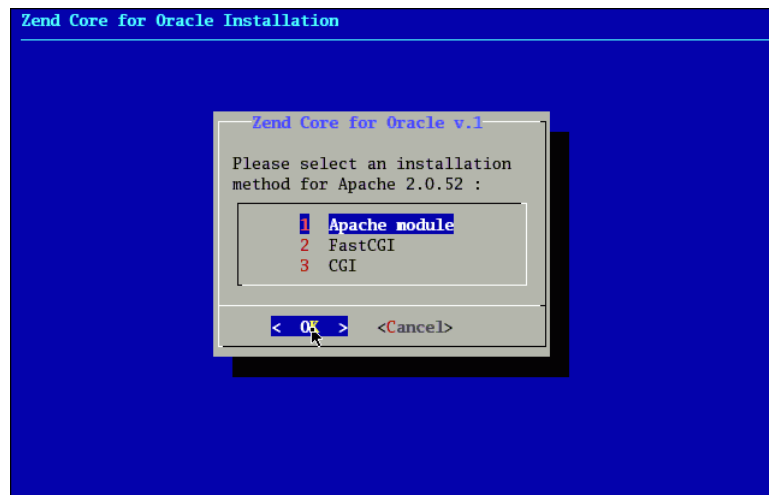 Zend Core for Oracle Installation
Zend Core for Oracle v.1
Please select an installation
method for Apache 2.0.52 :
1 Apache module
2 FastCGI
3 CGI
< OK > <Cancel>